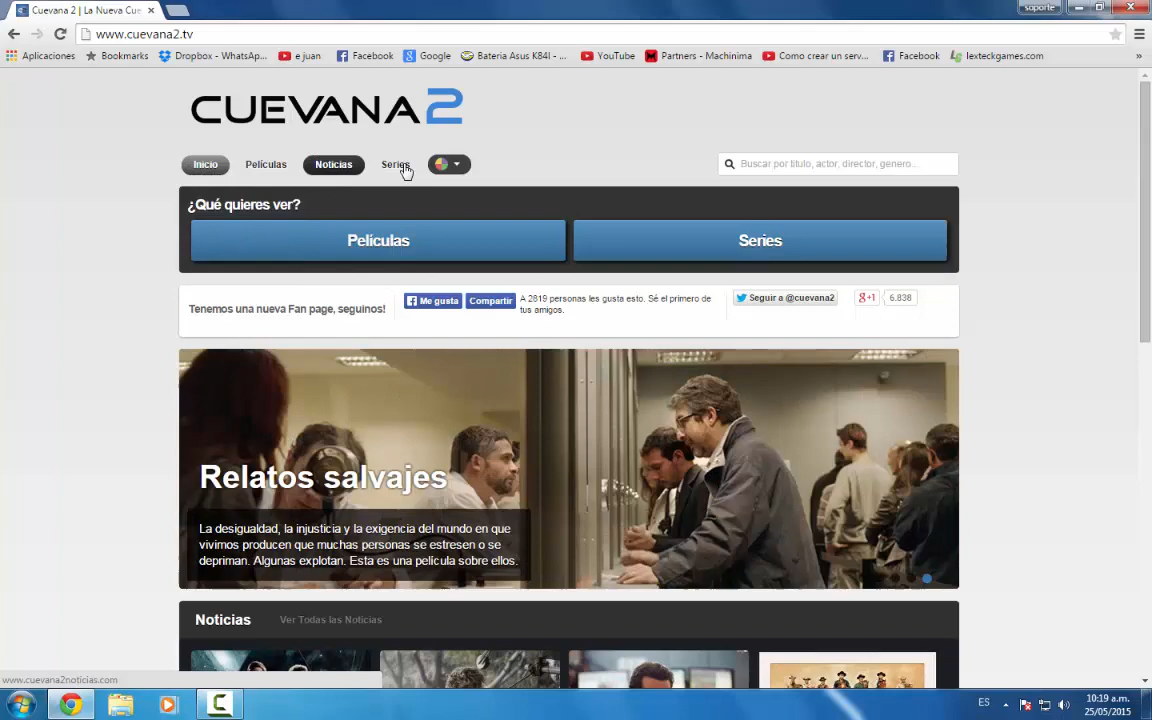 Cuevana 2 | La Nueva Cue
soporte
www.cuevana2.tv
Aplicaciones Bookmarks Dropbox - WhatsAp... e juan Facebook Google Bateria Asus K84l - ... YouTube Partners - Machinima Como crear un serv... Facebook lexteckgames.com »
CUEVANA 2
Inicio Películas Noticias Series
Buscar por titulo, actor, director, genero...
¿Qué quieres ver?
Películas Series
Tenemos una nueva Fan page, seguinos!
Me gusta Compartir
A 2819 personas les gusta esto. Sé el primero de
tus amigos.
Seguir a @cuevana2
g+1 6.838
Relatos salvajes
La desigualdad, la injusticia y la exigencia del mundo en que
vivimos producen que muchas personas se estresen o se
depriman. Algunas explotan. Esta es una película sobre ellos.
Noticias Ver Todas las Noticias
www.cuevana2noticias.com
ES
10:19 a.m.
25/05/2015